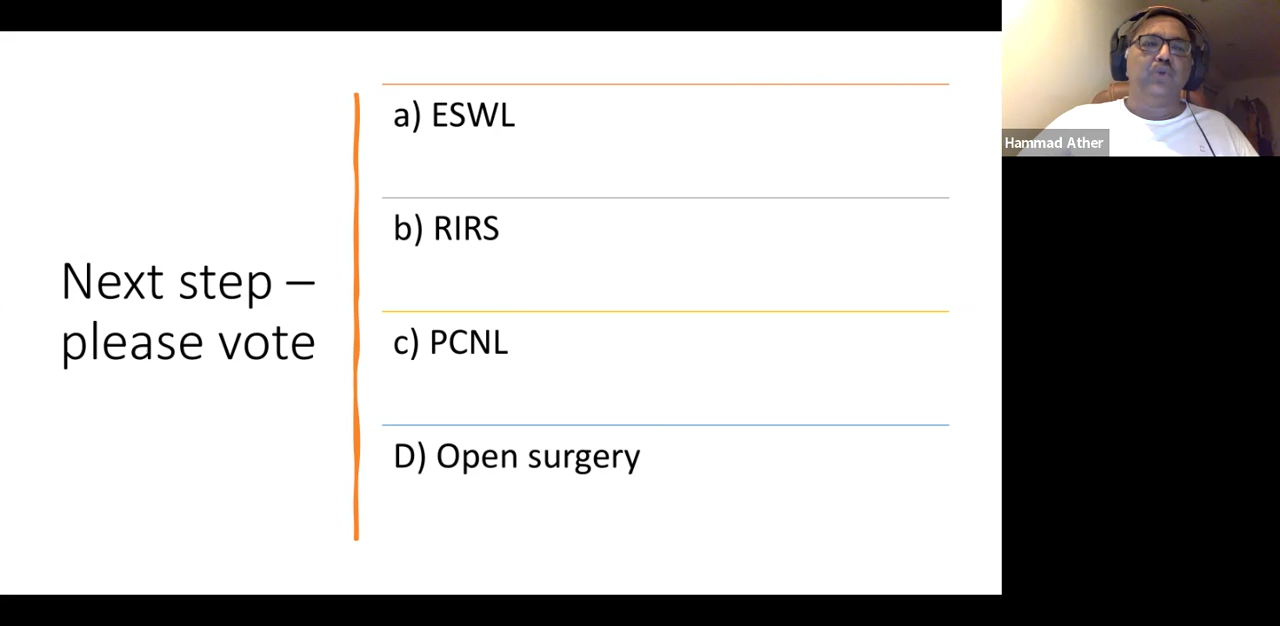 Next step –
please vote
a) ESWL
b) RIRS
c) PCNL
D) Open surgery
Hammad Ather